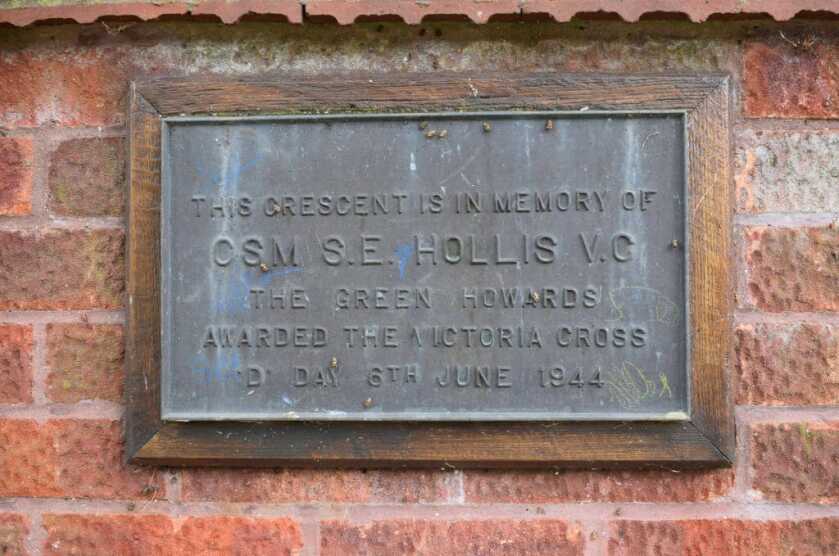 THIS CRESCENT IS IN MEMORY OF
CSM S.E. HOLLIS V.C
THE GREEN HOWARDS
AWARDED THE VICTORIA CROSS
'D' DAY 6TH JUNE 1944